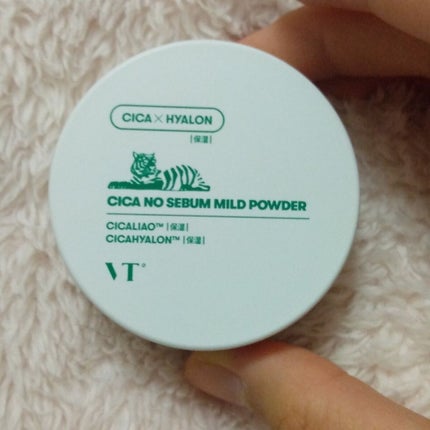 CICA × HYALON
|保湿|
CICA NO SEBUM MILD POWDER
CICALIAO™ |保湿|
CICAHYALON™ |保湿|
VT®